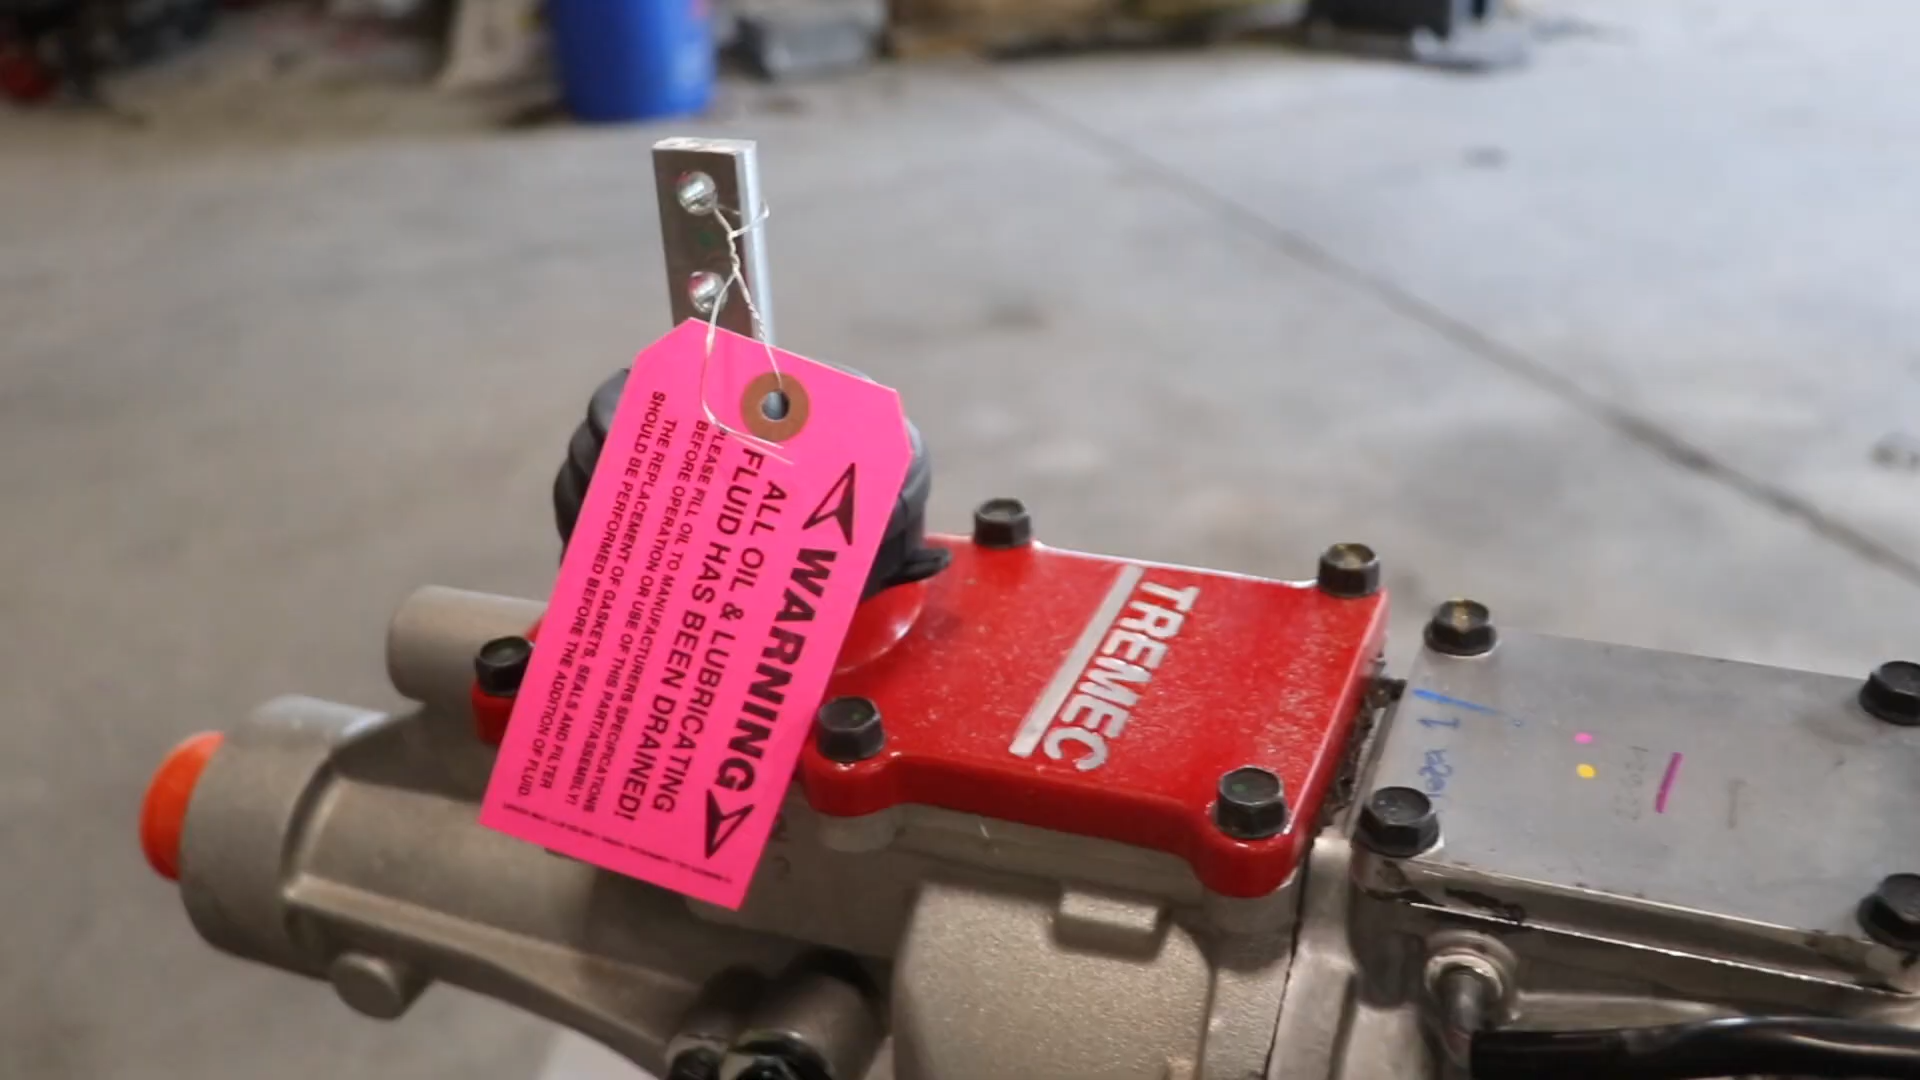 WARNING
ALL OIL & LUBRICATING
FLUID HAS BEEN DRAINED!
PLEASE FILL OIL TO MANUFACTURERS SPECIFICATIONS
BEFORE OPERATION OR USE OF THIS PART/ASSEMBLY!
THE REPLACEMENT OF GASKETS, SEALS AND FILTER
SHOULD BE PERFORMED BEFORE THE ADDITION OF FLUID.
TREMEC